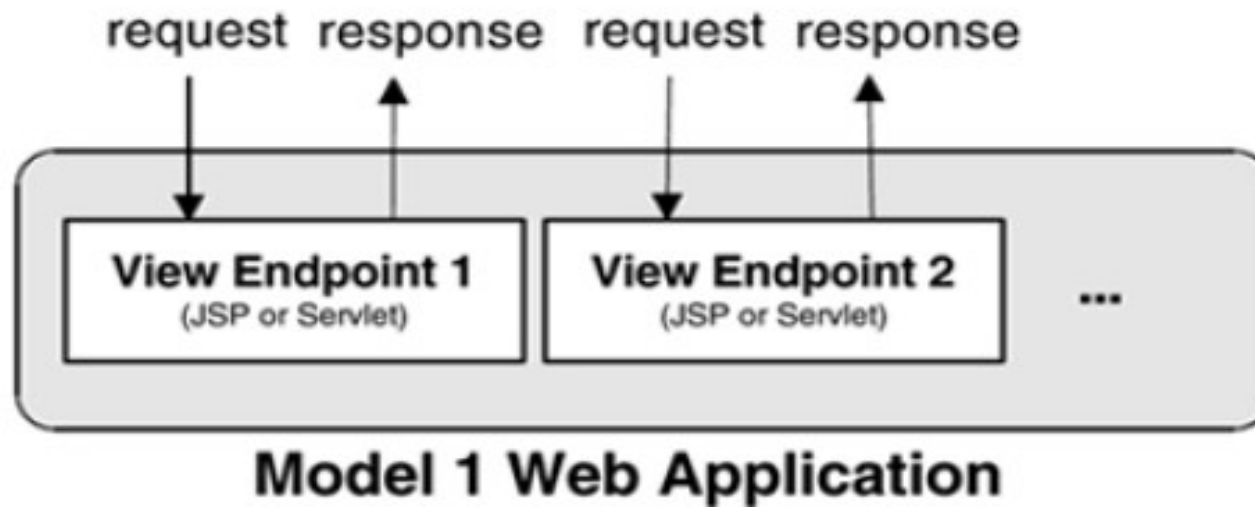 request response request response
View Endpoint 1 View Endpoint 2
(JSP or Servlet) (JSP or Servlet)
...
Model 1 Web Application